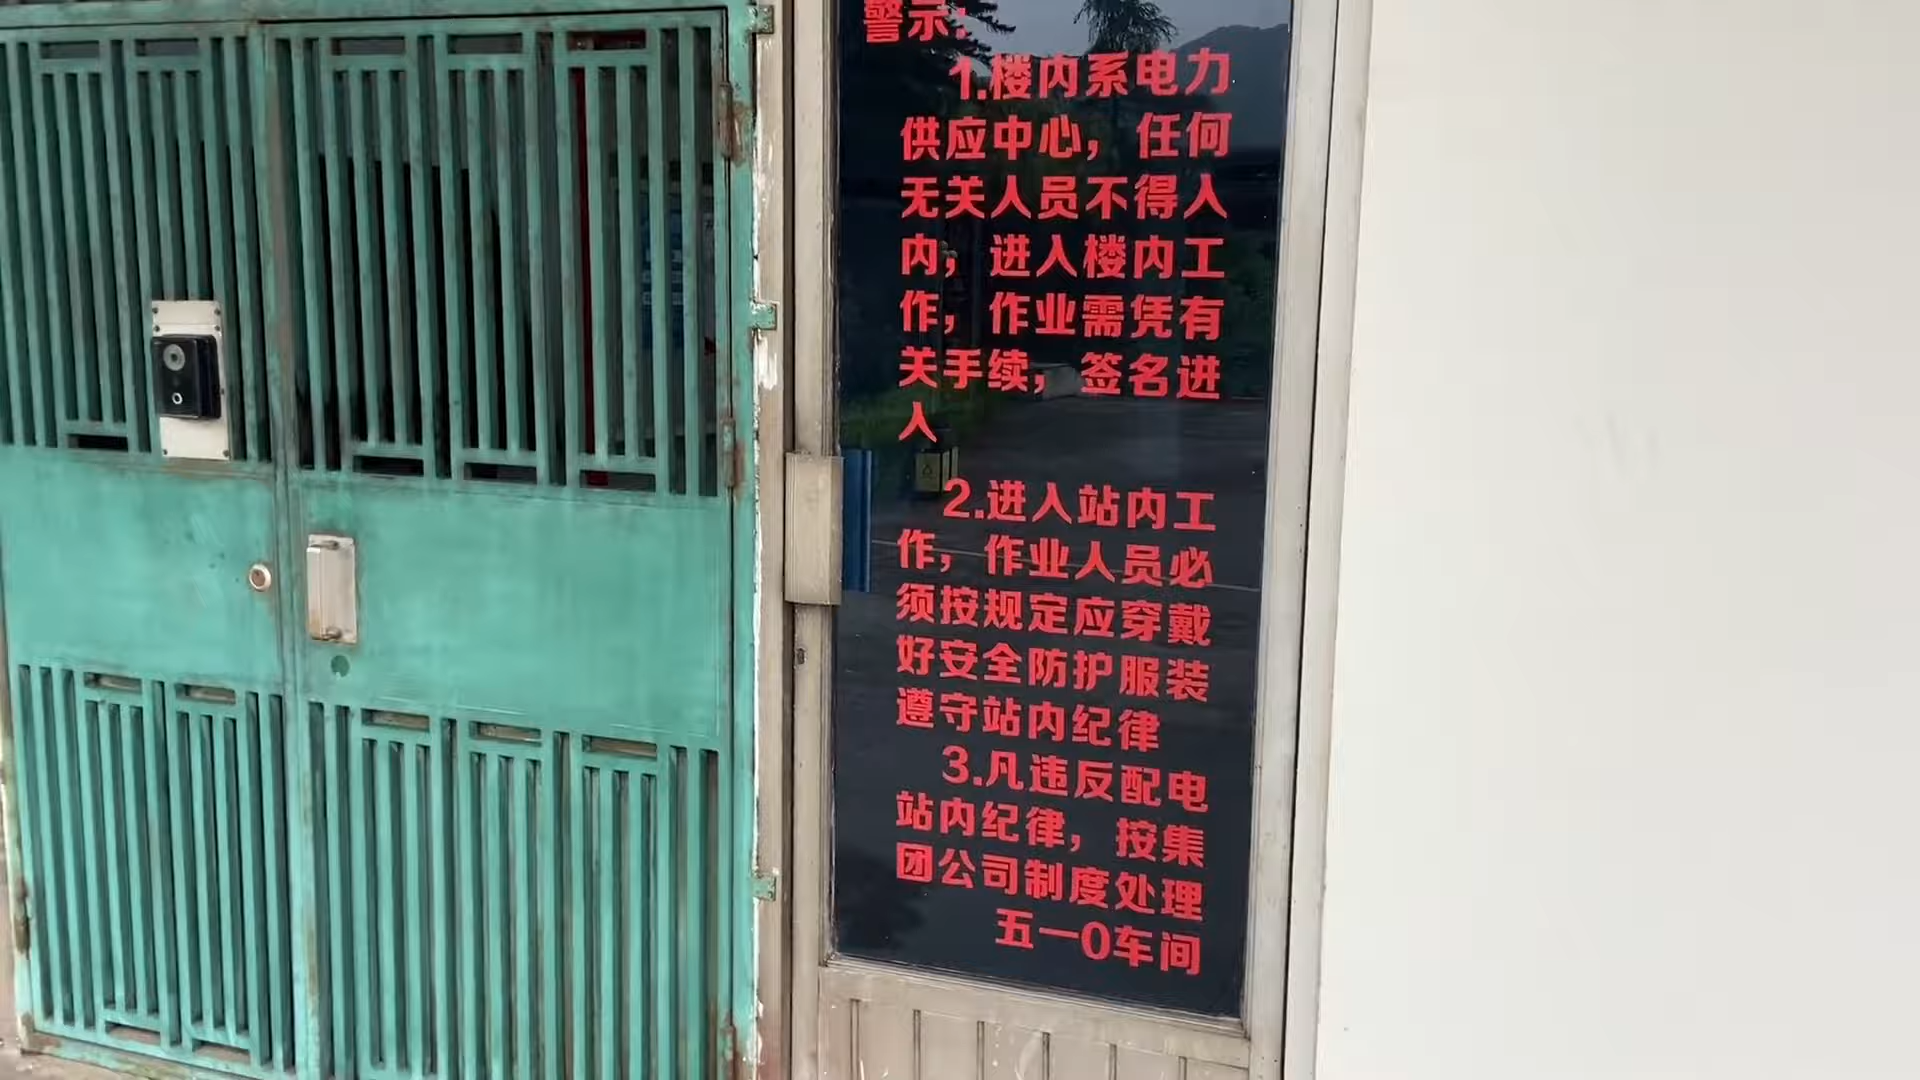 警示：
1.楼内系电力
供应中心，任何
无关人员不得入
内，进入楼内工
作，作业需凭有
关手续，签名进
入
2.进入站内工
作，作业人员必
须按规定应穿戴
好安全防护服装
遵守站内纪律
3.凡违反配电
站内纪律，按集
团公司制度处理
五一0车间